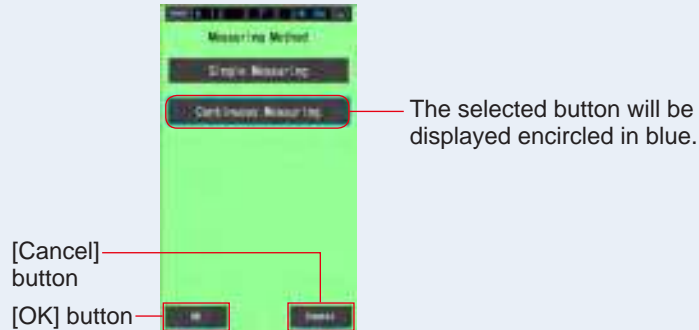 Measuring Method
Single Measuring
Continuous Measuring
The selected button will be
displayed encircled in blue.
[Cancel]
button
[OK] button
OK
Cancel